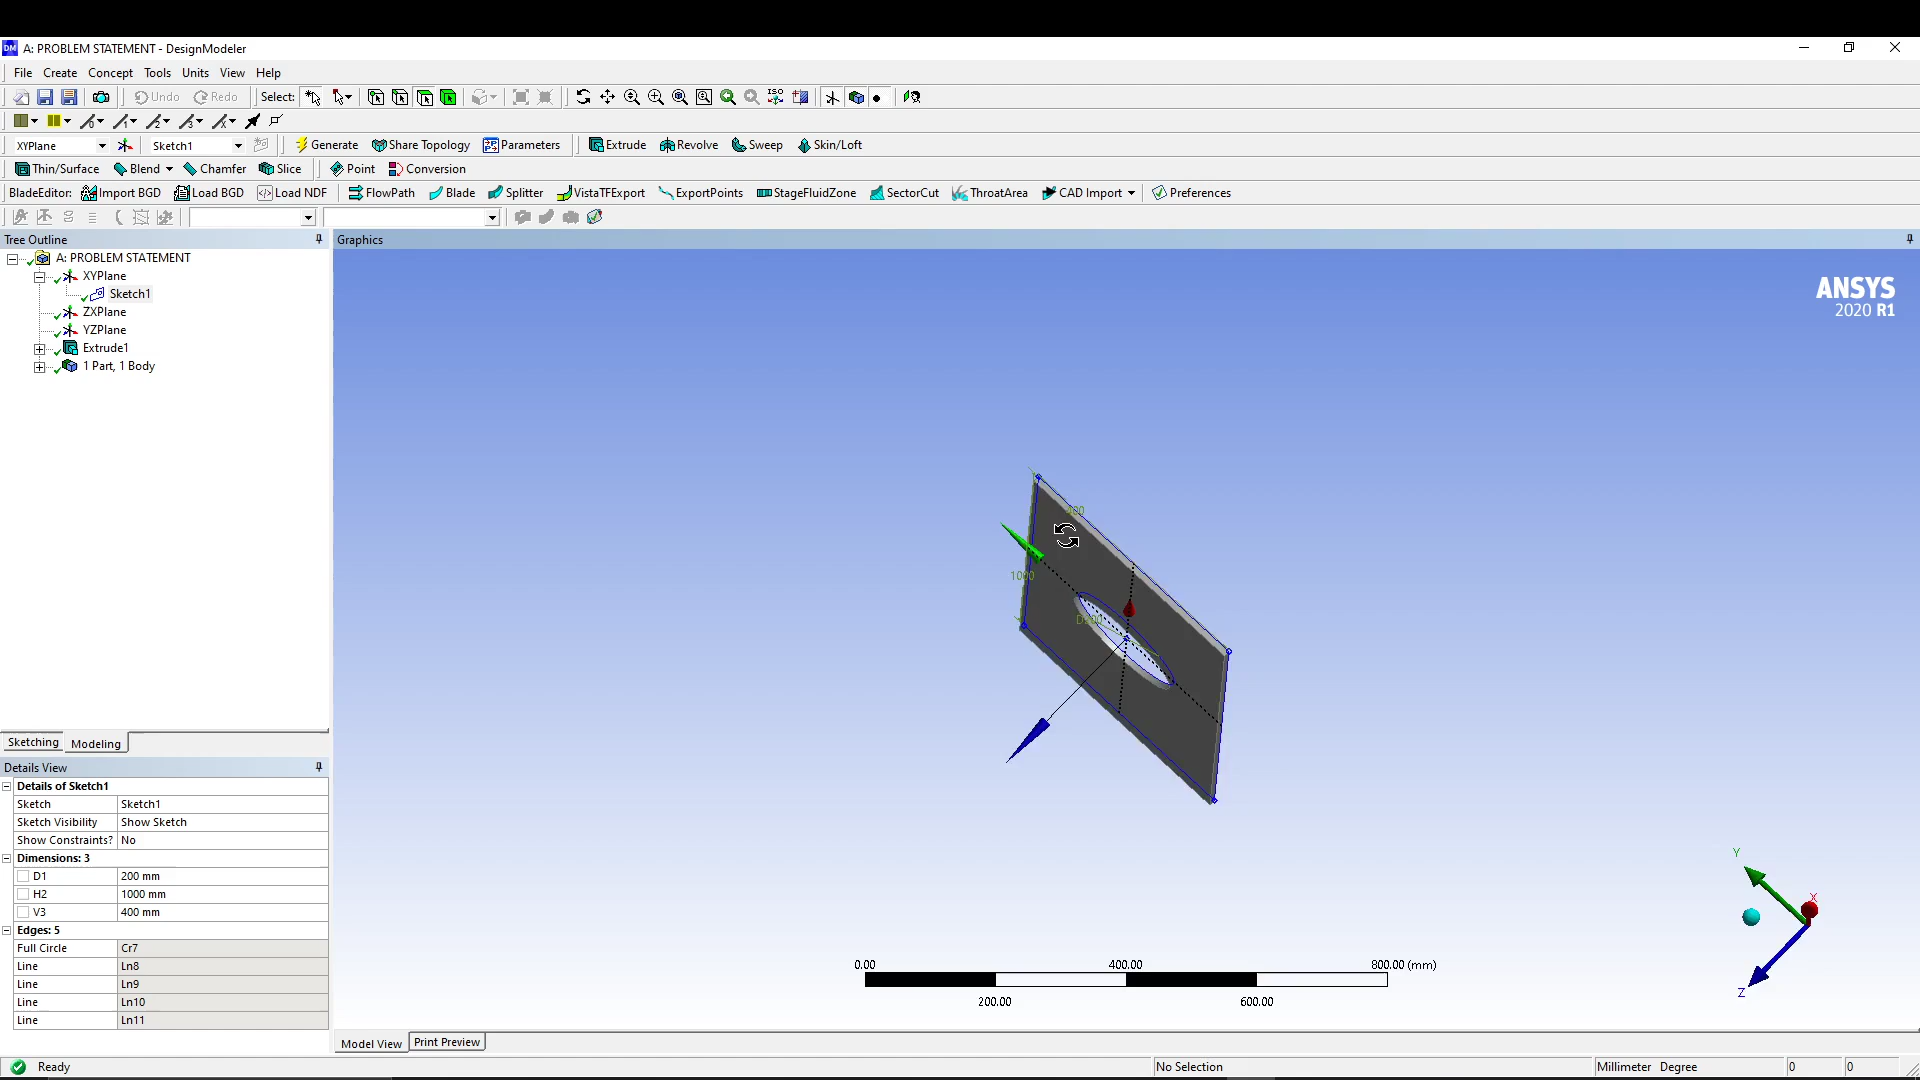 A: PROBLEM STATEMENT - DesignModeler
File Create Concept Tools Units View Help
Undo Redo Select: ISO
XYPlane Sketch1 Generate Share Topology Parameters Extrude Revolve Sweep Skin/Loft
Thin/Surface Blend Chamfer Slice Point Conversion
BladeEditor: Import BGD Load BGD Load NDF FlowPath Blade Splitter VistaTFExport ExportPoints StageFluidZone SectorCut ThroatArea CAD Import Preferences
Tree Outline
Graphics
A: PROBLEM STATEMENT
XYPlane
Sketch1
ZXPlane
YZPlane
Extrude1
1 Part, 1 Body
ANSYS
2020 R1
400
1000
Sketching Modeling
Details View
Details of Sketch1
Sketch Sketch1
Sketch Visibility Show Sketch
Show Constraints? No
Dimensions: 3
D1 200 mm
H2 1000 mm
V3 400 mm
Edges: 5
Full Circle Cr7
Line Ln8
Line Ln9
Line Ln10
Line Ln11
Y
X
Z
0.00 400.00 800.00 (mm)
200.00 600.00
Model View Print Preview
Ready No Selection Millimeter Degree 0 0